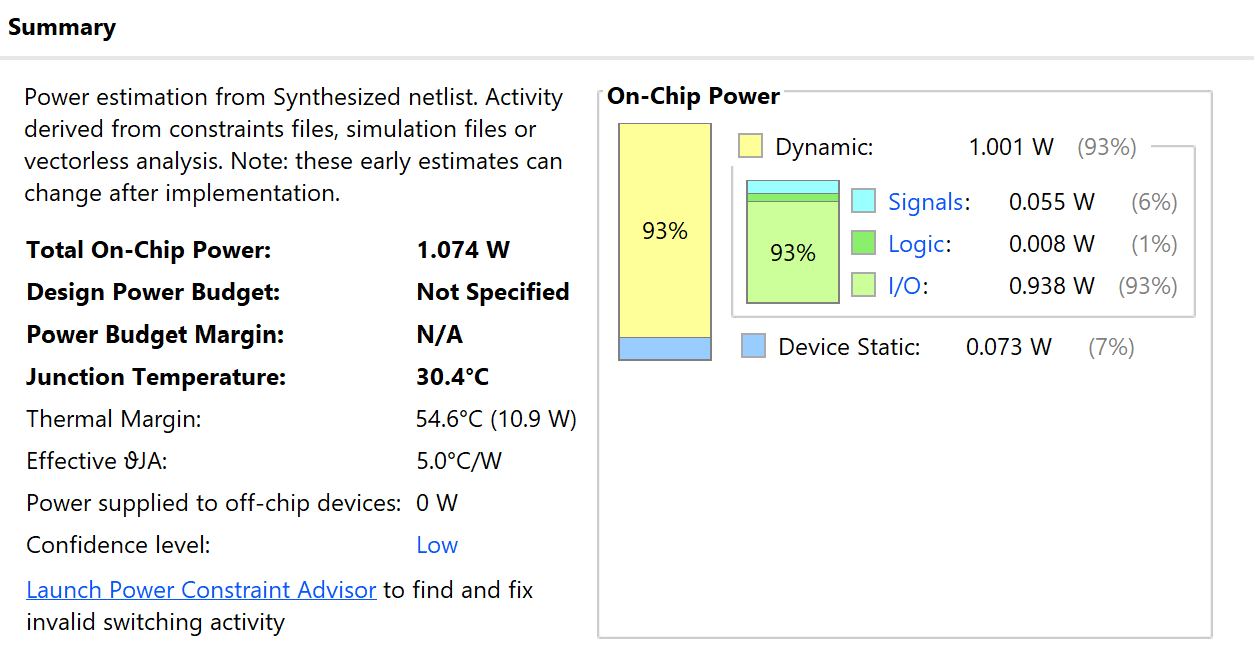 Summary
Power estimation from Synthesized netlist. Activity
derived from constraints files, simulation files or
vectorless analysis. Note: these early estimates can
change after implementation.
Total On-Chip Power: 1.074 W
Design Power Budget: Not Specified
Power Budget Margin: N/A
Junction Temperature: 30.4°C
Thermal Margin: 54.6°C (10.9 W)
Effective ϑJA: 5.0°C/W
Power supplied to off-chip devices: 0 W
Confidence level: Low
Launch Power Constraint Advisor to find and fix
invalid switching activity
On-Chip Power
93%
Dynamic: 1.001 W (93%)
93%
Signals: 0.055 W (6%)
Logic: 0.008 W (1%)
I/O: 0.938 W (93%)
Device Static: 0.073 W (7%)